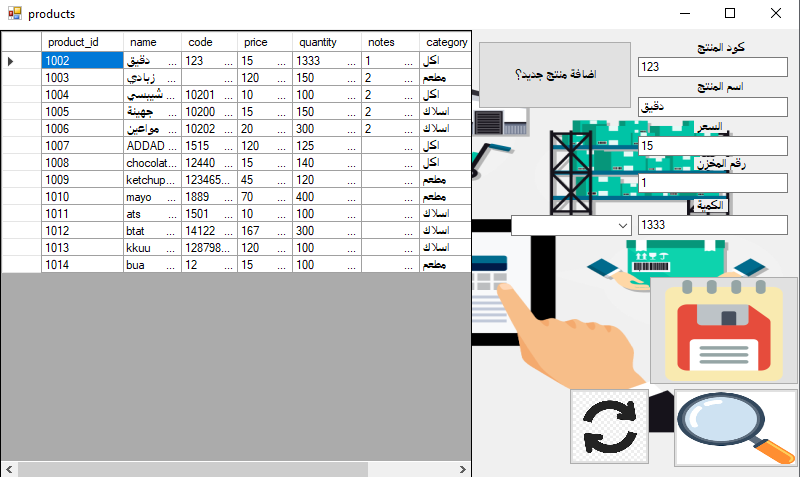 products
product_id name code price quantity notes category
1002 دقيق ... 123 ... 15 ... 1333 ... 1 ... اكل
1003 زبادي ... ... 120 ... 150 ... 2 ... مطعم
1004 شيبسي ... 10201 ... 10 ... 100 ... 2 ... اكل
1005 جهينة ... 10200 ... 15 ... 150 ... 2 ... اسلاك
1006 مواعين ... 10202 ... 20 ... 300 ... 2 ... اسلاك
1007 ADDAD ... 1515 ... 120 ... 125 ... ... اكل
1008 chocolat... 12440 ... 15 ... 140 ... ... اكل
1009 ketchup... 123465... 45 ... 120 ... ... مطعم
1010 mayo ... 1889 ... 70 ... 400 ... ... مطعم
1011 ats ... 1501 ... 10 ... 100 ... ... اسلاك
1012 btat ... 14122 ... 167 ... 300 ... ... اسلاك
1013 kkuu ... 128798... 120 ... 100 ... ... اسلاك
1014 bua ... 12 ... 15 ... 100 ... ... مطعم
اضافة منتج جديد؟
كود المنتج
123
اسم المنتج
دقيق
السعر
15
رقم المخزن
1
الكمية
1333